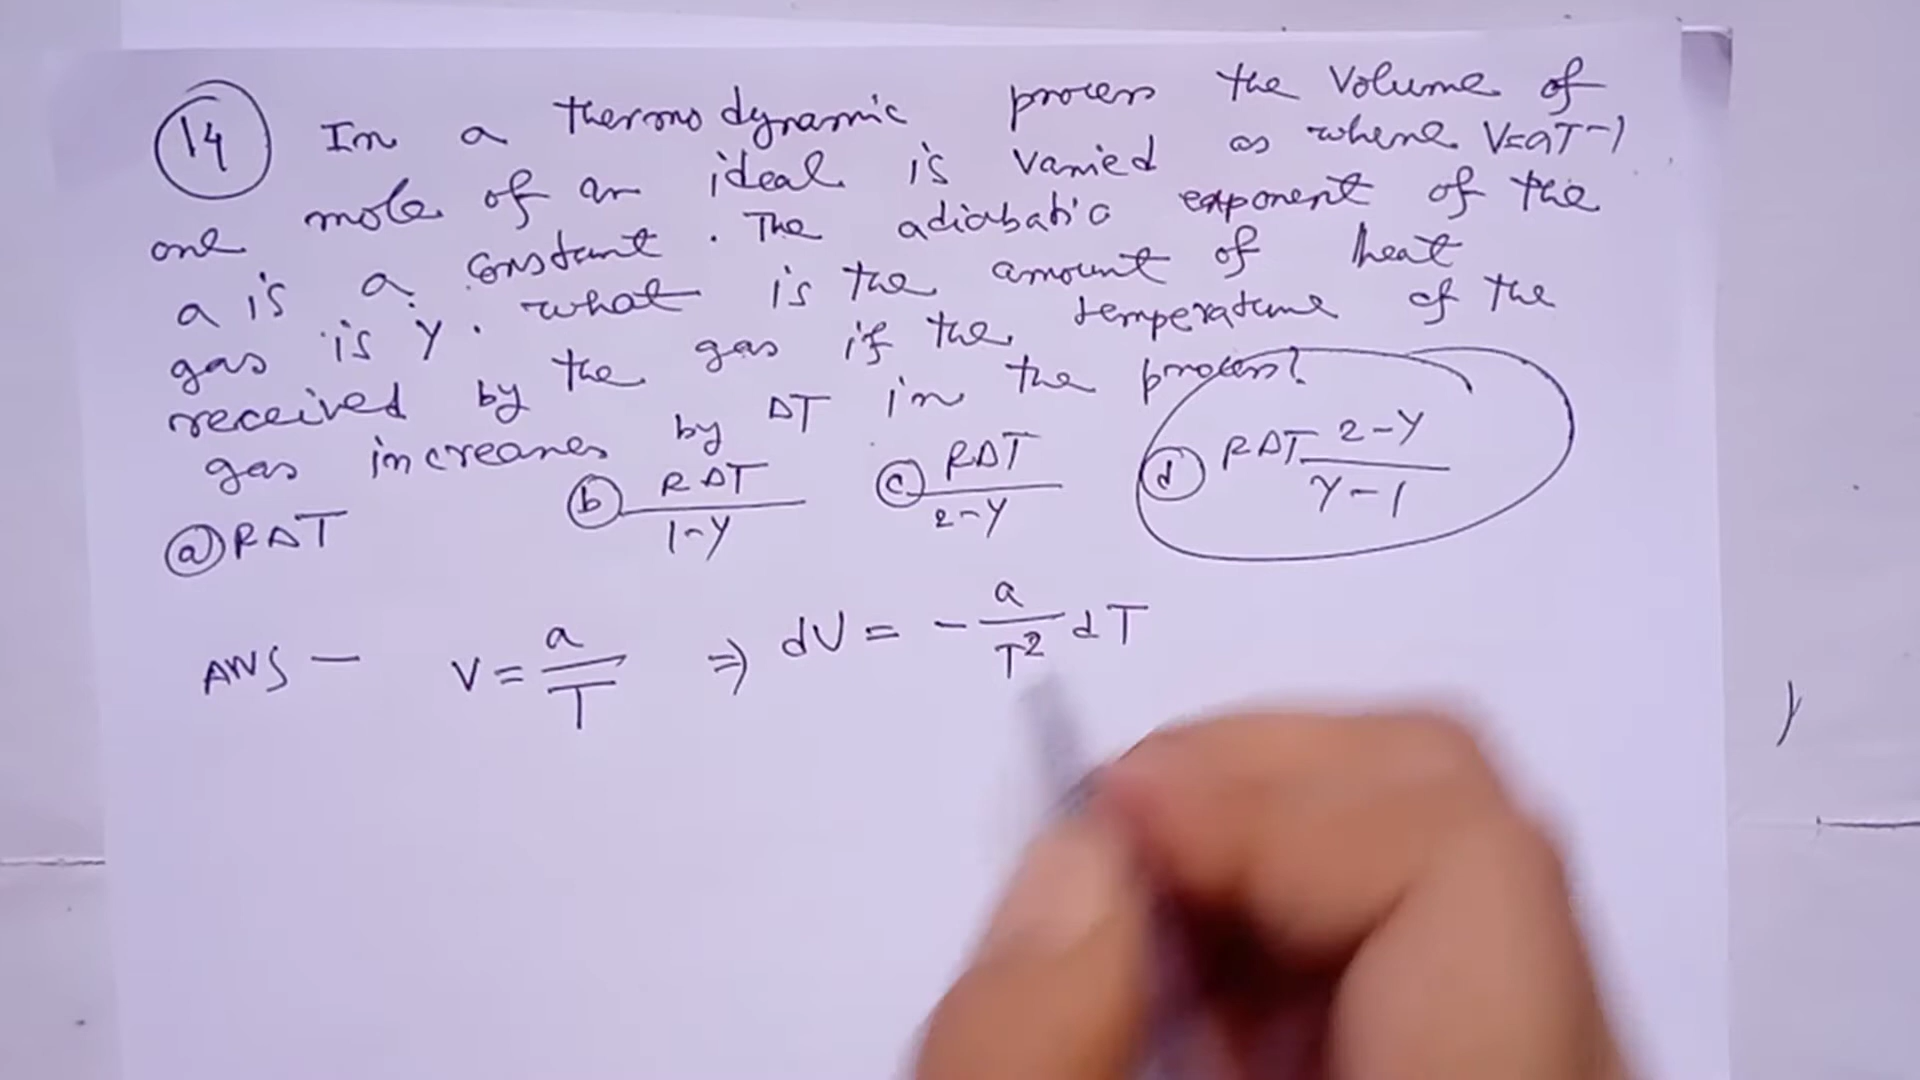 14 In a thermodynamic process the volume of
one mole of an ideal is varied as where V=aT-1
a is a constant. The adiabatic exponent of the
gas is γ. what is the amount of heat
received by the gas if the temperature of the
gas increases by ΔT in the process?
a RΔT b RΔT/1-γ c RΔT/2-γ d RΔT 2-γ/γ-1
ANS - V = a/T ⇒ dV = - a/T² dT